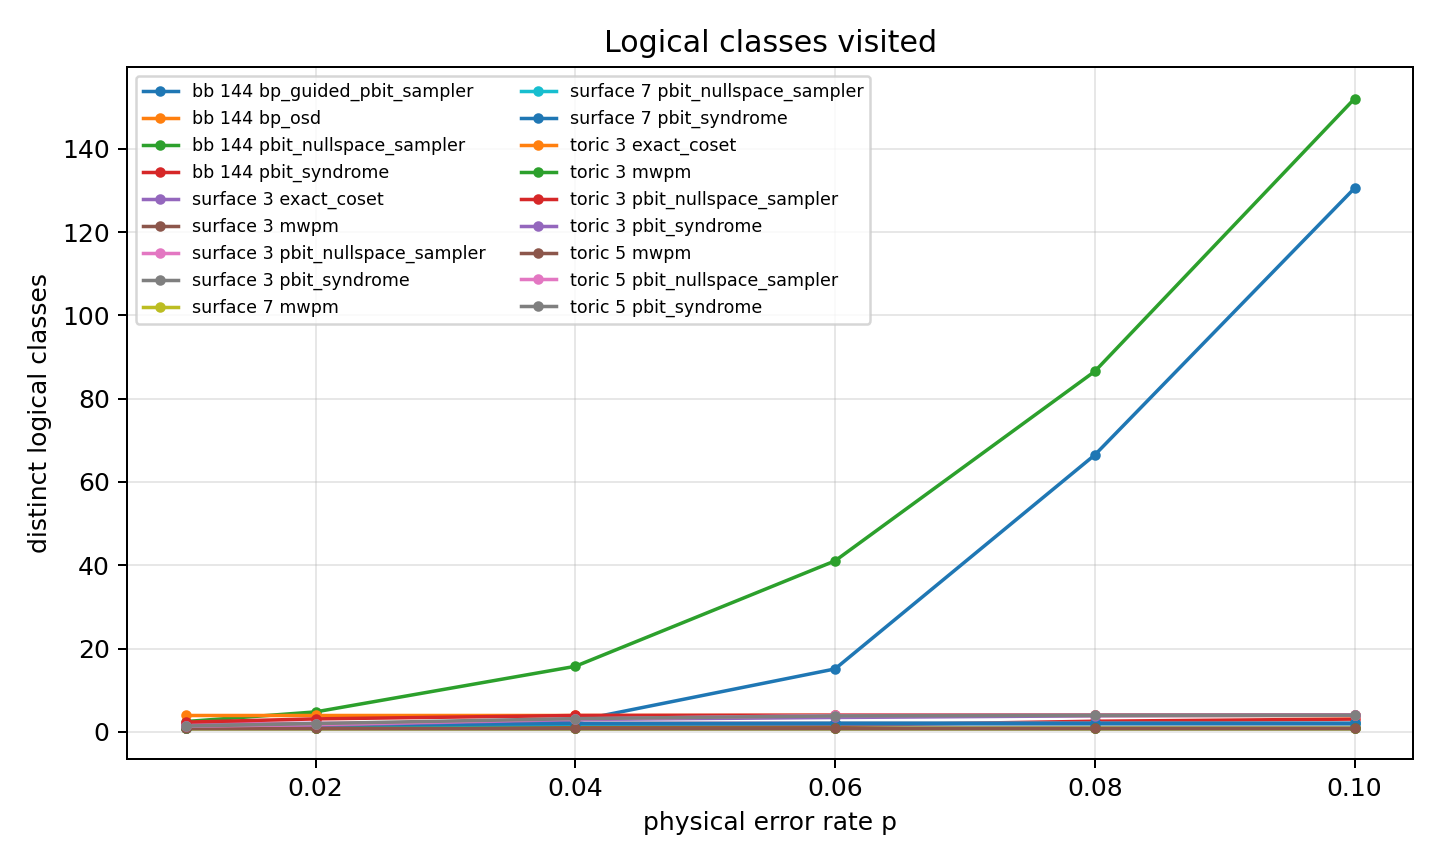 Logical classes visited
bb 144 bp_guided_pbit_sampler
bb 144 bp_osd
bb 144 pbit_nullspace_sampler
bb 144 pbit_syndrome
surface 3 exact_coset
surface 3 mwpm
surface 3 pbit_nullspace_sampler
surface 3 pbit_syndrome
surface 7 mwpm
surface 7 pbit_nullspace_sampler
surface 7 pbit_syndrome
toric 3 exact_coset
toric 3 mwpm
toric 3 pbit_nullspace_sampler
toric 3 pbit_syndrome
toric 5 mwpm
toric 5 pbit_nullspace_sampler
toric 5 pbit_syndrome
distinct logical classes
140
120
100
80
60
40
20
0
0.02 0.04 0.06 0.08 0.10
physical error rate p